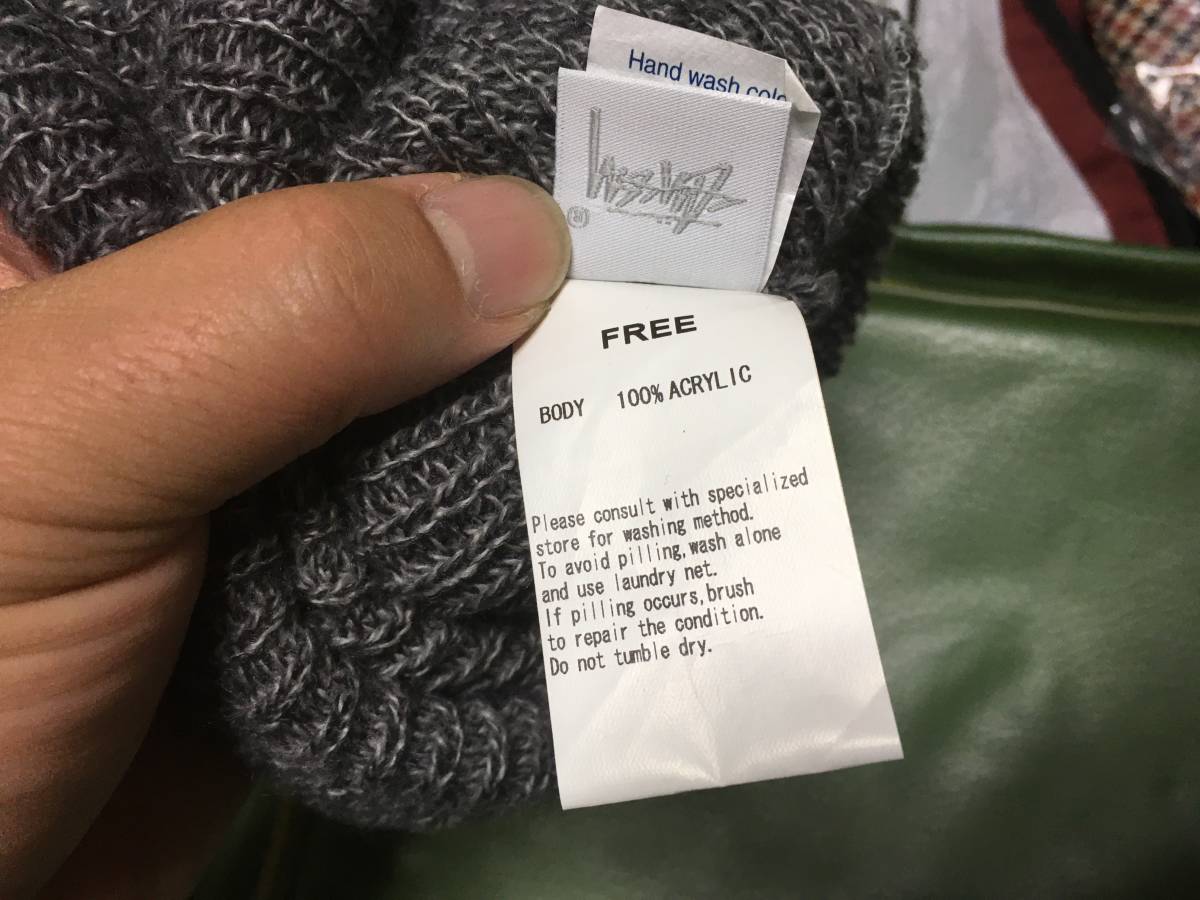 Hand wash cold
®
FREE
BODY 100% ACRYLIC
Please consult with specialized
store for washing method.
To avoid pilling,wash alone
and use laundry net.
If pilling occurs,brush
to repair the condition.
Do not tumble dry.